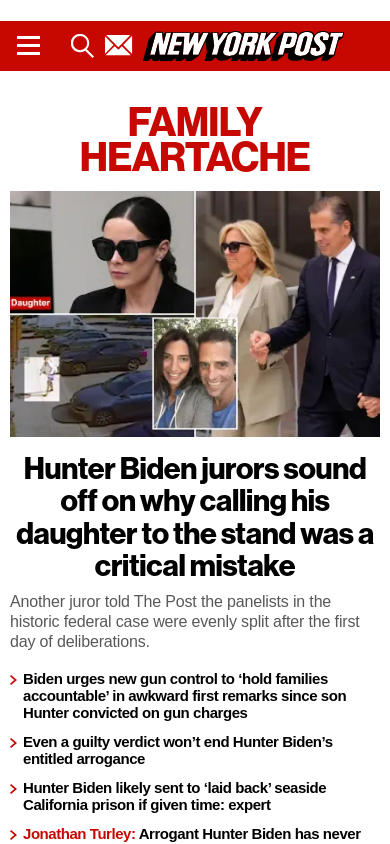 NEW YORK POST
FAMILY
HEARTACHE
Daughter
Hunter Biden jurors sound
off on why calling his
daughter to the stand was a
critical mistake
Another juror told The Post the panelists in the
historic federal case were evenly split after the first
day of deliberations.
Biden urges new gun control to ‘hold families
accountable’ in awkward first remarks since son
Hunter convicted on gun charges
Even a guilty verdict won’t end Hunter Biden’s
entitled arrogance
Hunter Biden likely sent to ‘laid back’ seaside
California prison if given time: expert
Jonathan Turley: Arrogant Hunter Biden has never